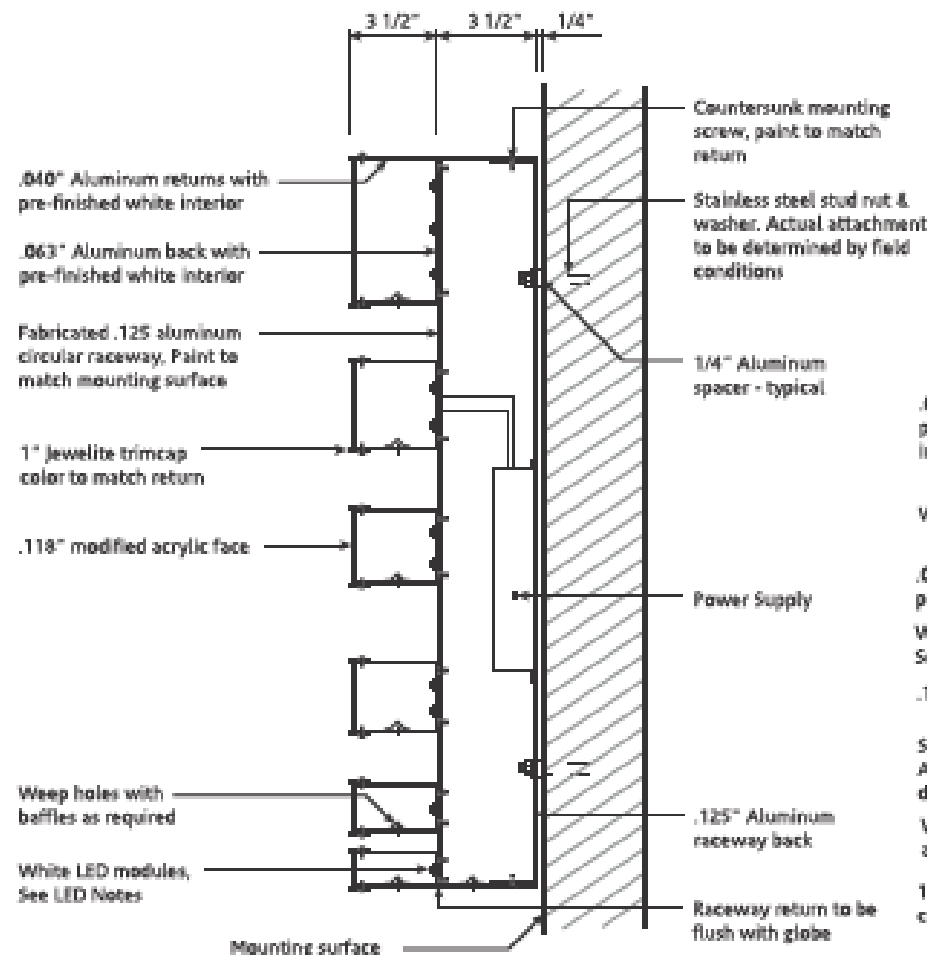 3 1/2"
3 1/2"
1/4"
.040" Aluminum returns with
pre-finished white interior
.063" Aluminum back with
pre-finished white interior
Fabricated .125 aluminum
circular raceway. Paint to
match mounting surface
1" Jewelite trimcap
color to match return
.118" modified acrylic face
Weep holes with
baffles as required
White LED modules.
See LED Notes
Mounting surface
Countersunk mounting
screw, paint to match
return
Stainless steel stud nut &
washer. Actual attachment
to be determined by field
conditions
1/4" Aluminum
spacer - typical
Power Supply
.125" Aluminum
raceway back
Raceway return to be
flush with globe